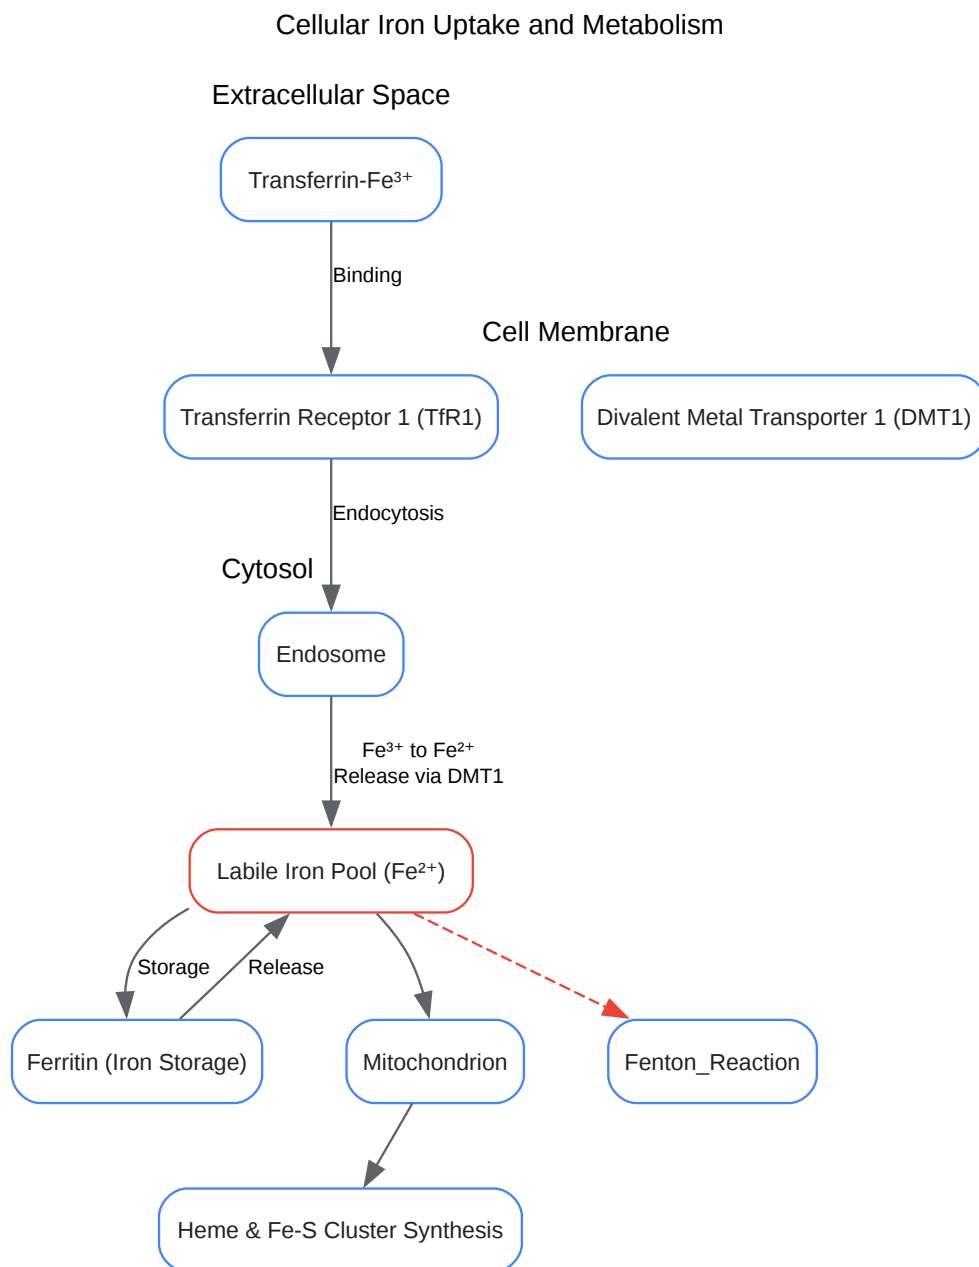 Cellular Iron Uptake and Metabolism
Extracellular Space
Transferrin-Fe³⁺
Binding
Cell Membrane
Transferrin Receptor 1 (TfR1)
Divalent Metal Transporter 1 (DMT1)
Endocytosis
Cytosol
Endosome
Fe³⁺ to Fe²⁺
Release via DMT1
Labile Iron Pool (Fe²⁺)
Storage
Release
Ferritin (Iron Storage)
Mitochondrion
Fenton_Reaction
Heme & Fe-S Cluster Synthesis